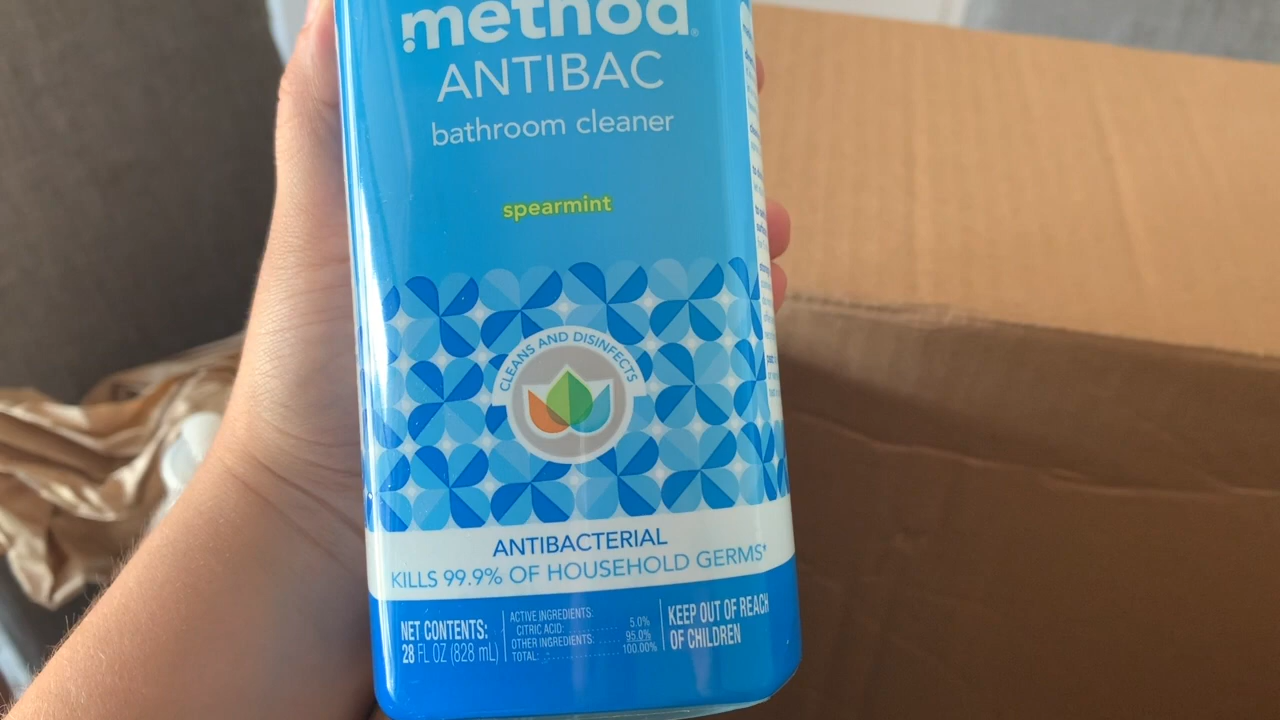 method®
ANTIBAC
bathroom cleaner
spearmint
CLEANS AND DISINFECTS
ANTIBACTERIAL
KILLS 99.9% OF HOUSEHOLD GERMS*
NET CONTENTS:
28 FL OZ (828 mL)
ACTIVE INGREDIENTS:
CITRIC ACID: 5.0%
OTHER INGREDIENTS: 95.0%
TOTAL: 100.00%
KEEP OUT OF REACH
OF CHILDREN